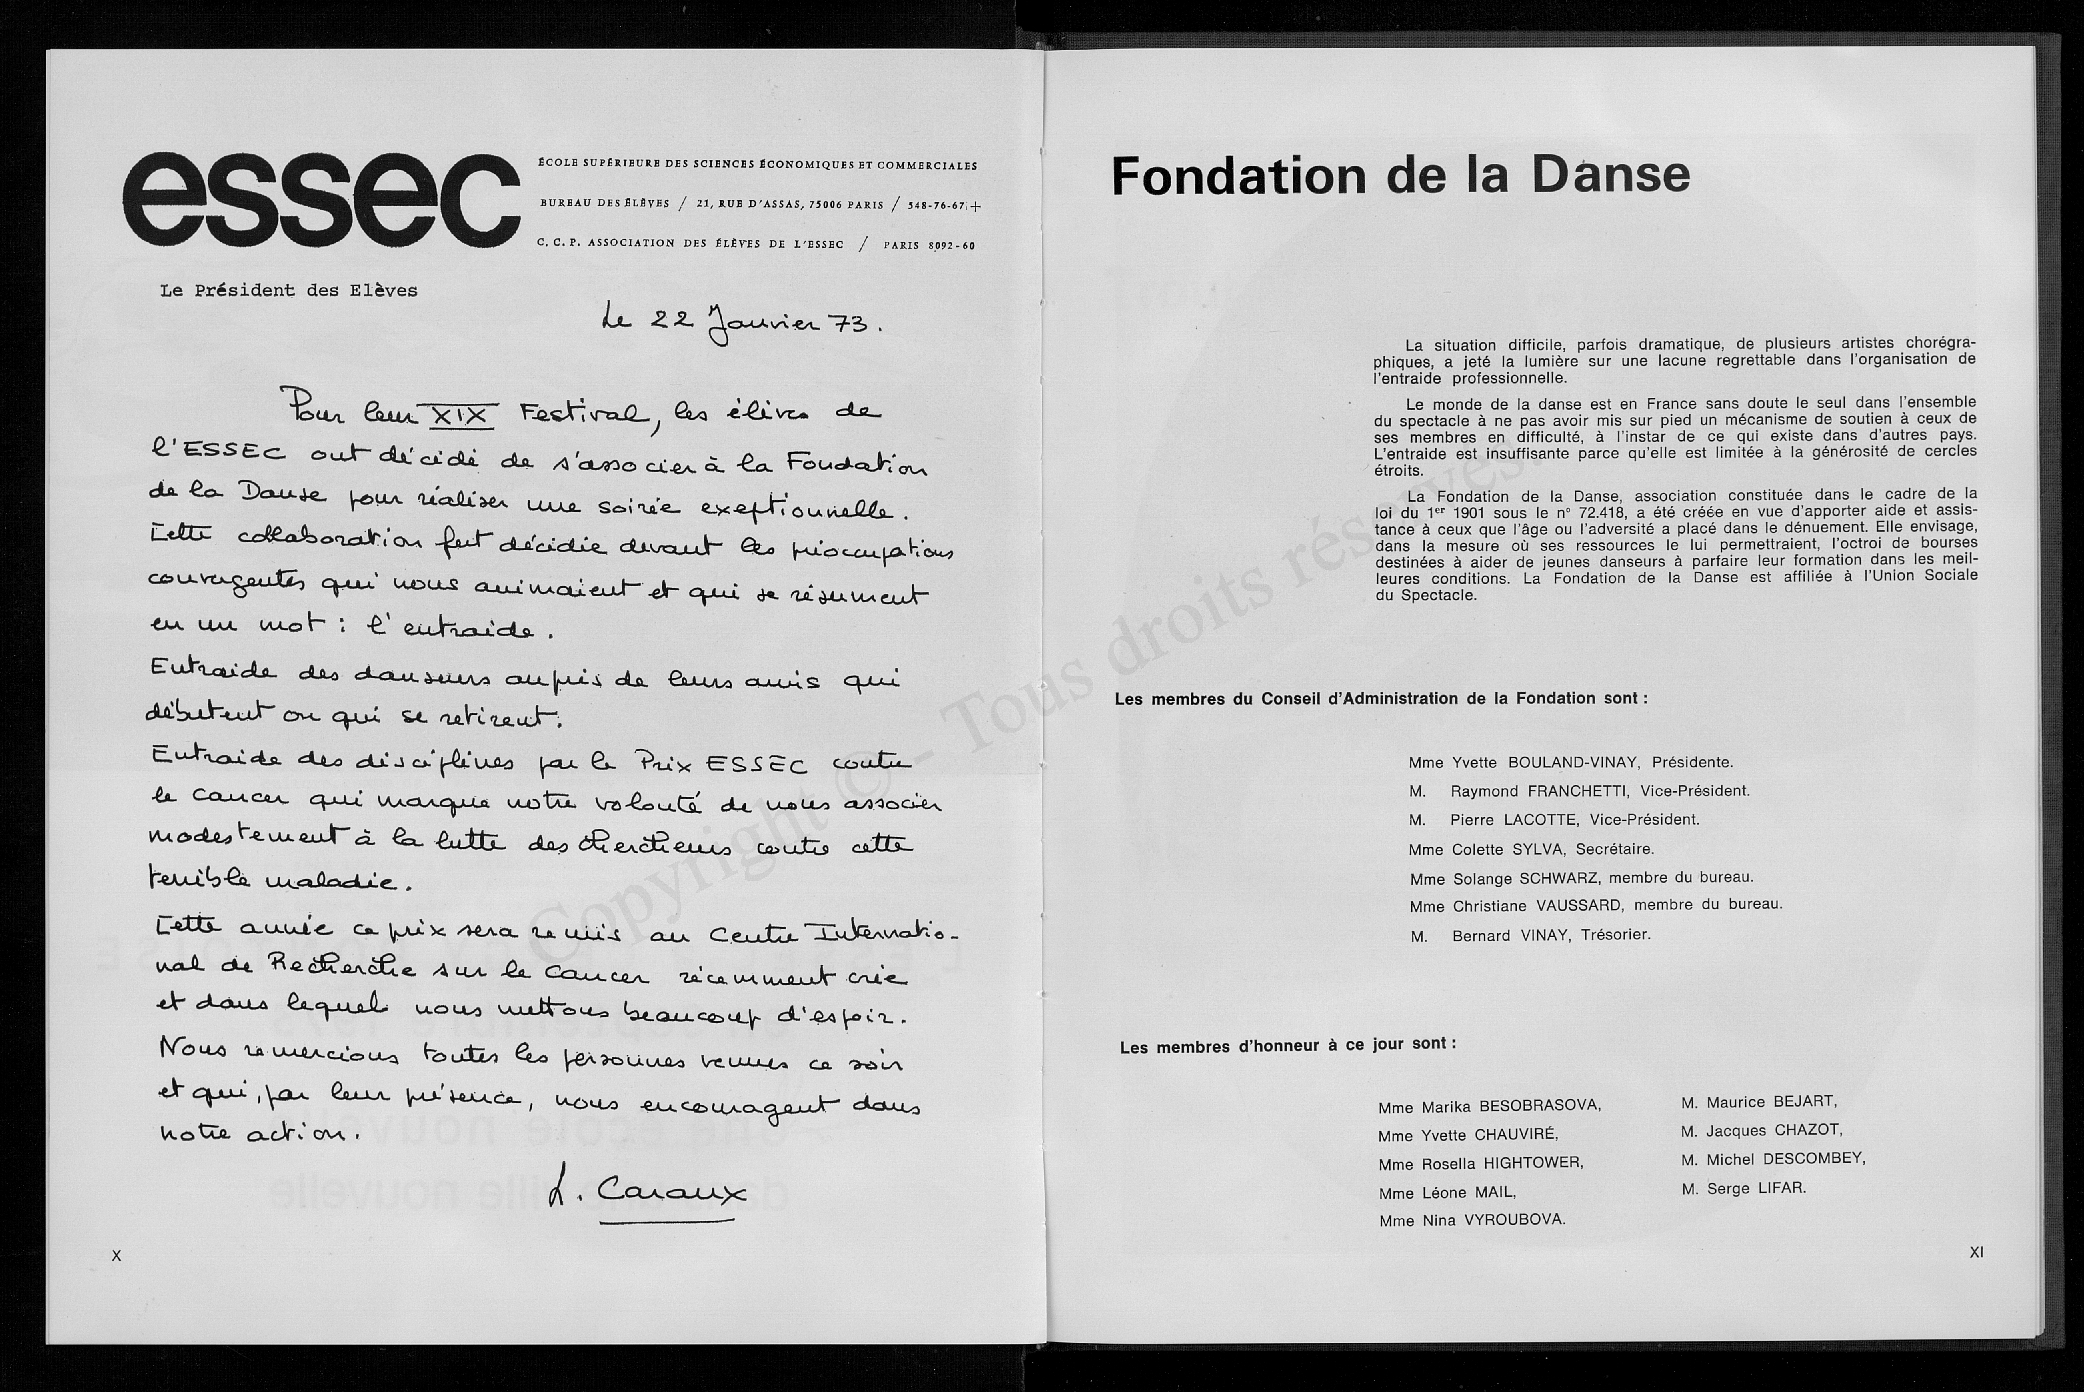 essec
ÉCOLE SUPÉRIEURE DES SCIENCES ÉCONOMIQUES ET COMMERCIALES
BUREAU DES ÉLÈVES / 21, RUE D'ASSAS, 75006 PARIS / 548-76-67 +
C. C. P. ASSOCIATION DES ÉLÈVES DE L'ESSEC / PARIS 8092-60
Le Président des Elèves
Le 22 Janvier 73.
Pour leur XIX Festival, les élèves de
l'ESSEC ont décidé de s'associer à la Fondation
de la Danse pour réaliser une soirée exeptionnelle.
Cette collaboration fut décidée devant les préoccupations
convergentes qui nous animaient et qui se résument
en un mot : l'entraide.
Entraide des danseurs auprès de leurs amis qui
débutent ou qui se retirent.
Entraide des disciplines par le Prix ESSEC contre
le cancer qui marque notre volonté de nous associer
modestement à la lutte des chercheurs contre cette
terrible maladie.
Cette année ce prix sera remis au Centre Internatio-
nal de Recherche sur le Cancer récemment crée
et dans lequel nous mettons beaucoup d'espoir.
Nous remercions toutes les personnes venues ce soir
et qui, par leur présence, nous encouragent dans
notre action.
L. Caraux
X
Fondation de la Danse
La situation difficile, parfois dramatique, de plusieurs artistes chorégra-
phiques, a jeté la lumière sur une lacune regrettable dans l'organisation de
l'entraide professionnelle.
Le monde de la danse est en France sans doute le seul dans l'ensemble
du spectacle à ne pas avoir mis sur pied un mécanisme de soutien à ceux de
ses membres en difficulté, à l'instar de ce qui existe dans d'autres pays.
L'entraide est insuffisante parce qu'elle est limitée à la générosité de cercles
étroits.
La Fondation de la Danse, association constituée dans le cadre de la
loi du 1er 1901 sous le n° 72.418, a été créée en vue d'apporter aide et assis-
tance à ceux que l'âge ou l'adversité a placé dans le dénuement. Elle envisage,
dans la mesure où ses ressources le lui permettraient, l'octroi de bourses
destinées à aider de jeunes danseurs à parfaire leur formation dans les meil-
leures conditions. La Fondation de la Danse est affiliée à l'Union Sociale
du Spectacle.
Les membres du Conseil d'Administration de la Fondation sont :
Mme Yvette BOULAND-VINAY, Présidente.
M. Raymond FRANCHETTI, Vice-Président.
M. Pierre LACOTTE, Vice-Président.
Mme Colette SYLVA, Secrétaire.
Mme Solange SCHWARZ, membre du bureau.
Mme Christiane VAUSSARD, membre du bureau.
M. Bernard VINAY, Trésorier.
Les membres d'honneur à ce jour sont :
Mme Marika BESOBRASOVA,
Mme Yvette CHAUVIRÉ,
Mme Rosella HIGHTOWER,
Mme Léone MAIL,
Mme Nina VYROUBOVA.
M. Maurice BEJART,
M. Jacques CHAZOT,
M. Michel DESCOMBEY,
M. Serge LIFAR.
XI
Copyright © - Tous droits réservés.